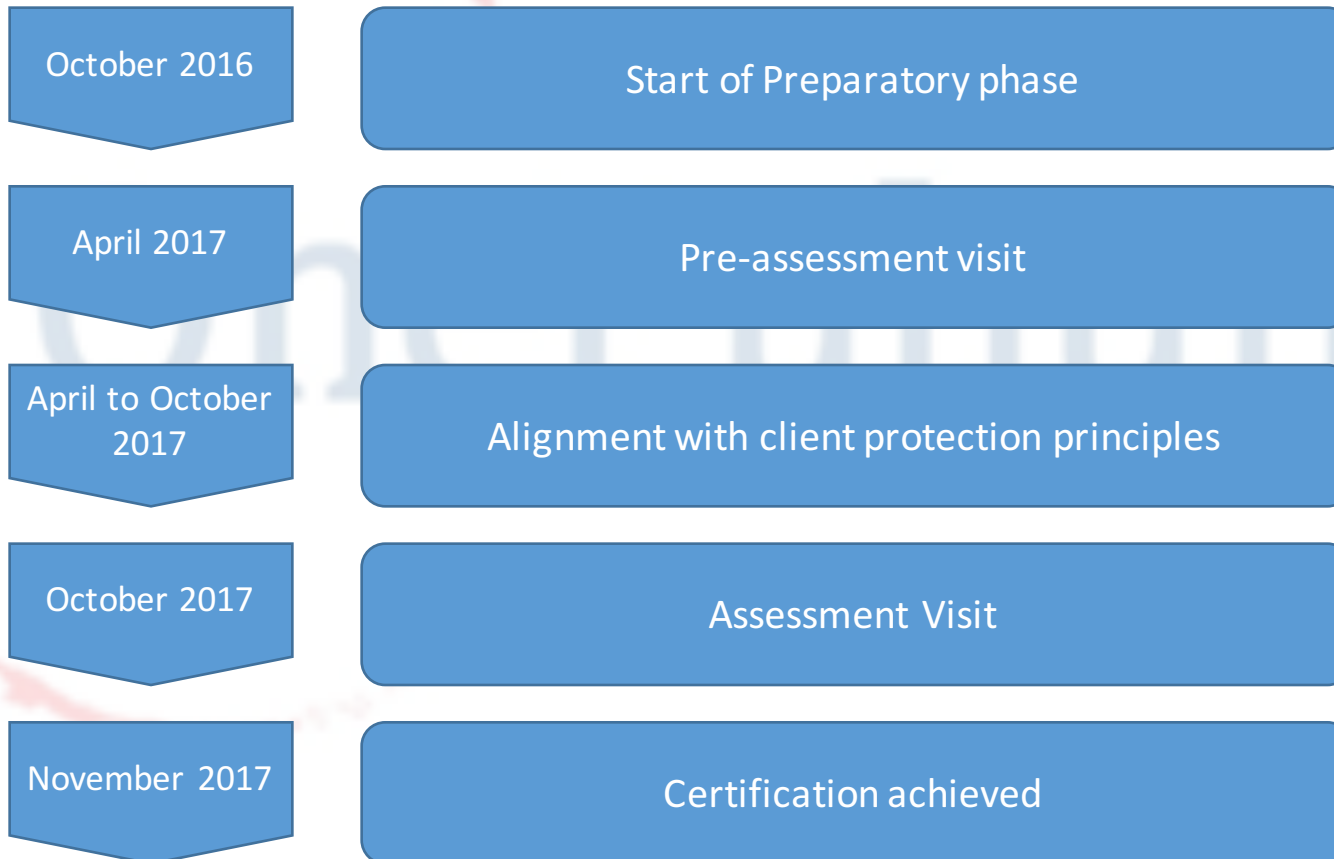 October 2016
Start of Preparatory phase
April 2017
Pre-assessment visit
April to October
2017
Alignment with client protection principles
October 2017
Assessment Visit
November 2017
Certification achieved